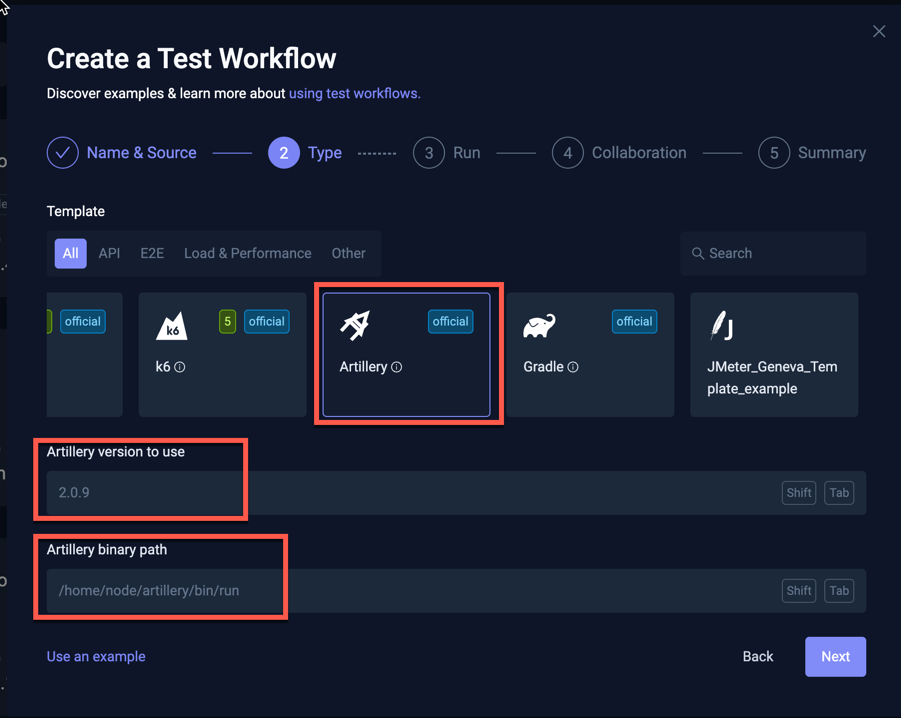 Create a Test Workflow
Discover examples & learn more about using test workflows.
Name & Source 2 Type 3 Run 4 Collaboration 5 Summary
Template
All API E2E Load & Performance Other Search
official 5 official official official
k6 k6 Artillery Gradle JMeter_Geneva_Tem
plate_example
Artillery version to use
2.0.9 Shift Tab
Artillery binary path
/home/node/artillery/bin/run Shift Tab
Use an example Back Next